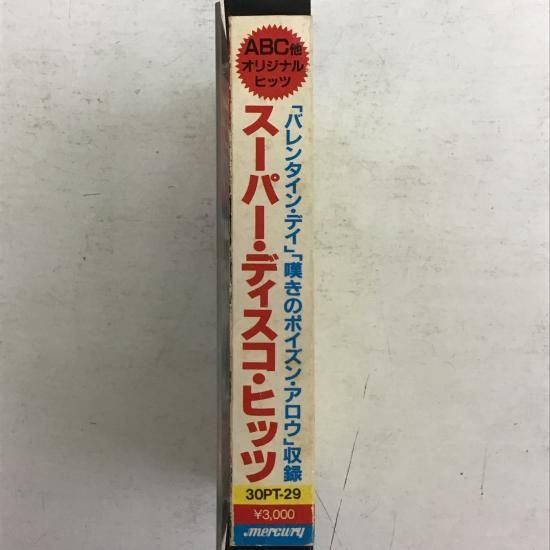 ABC他
オリジナル
ヒッツ
「バレンタイン・デイ」「嘆きのポイズン・アロウ」収録
スーパー・ディスコ・ヒッツ
30PT-29
¥3,000
mercury